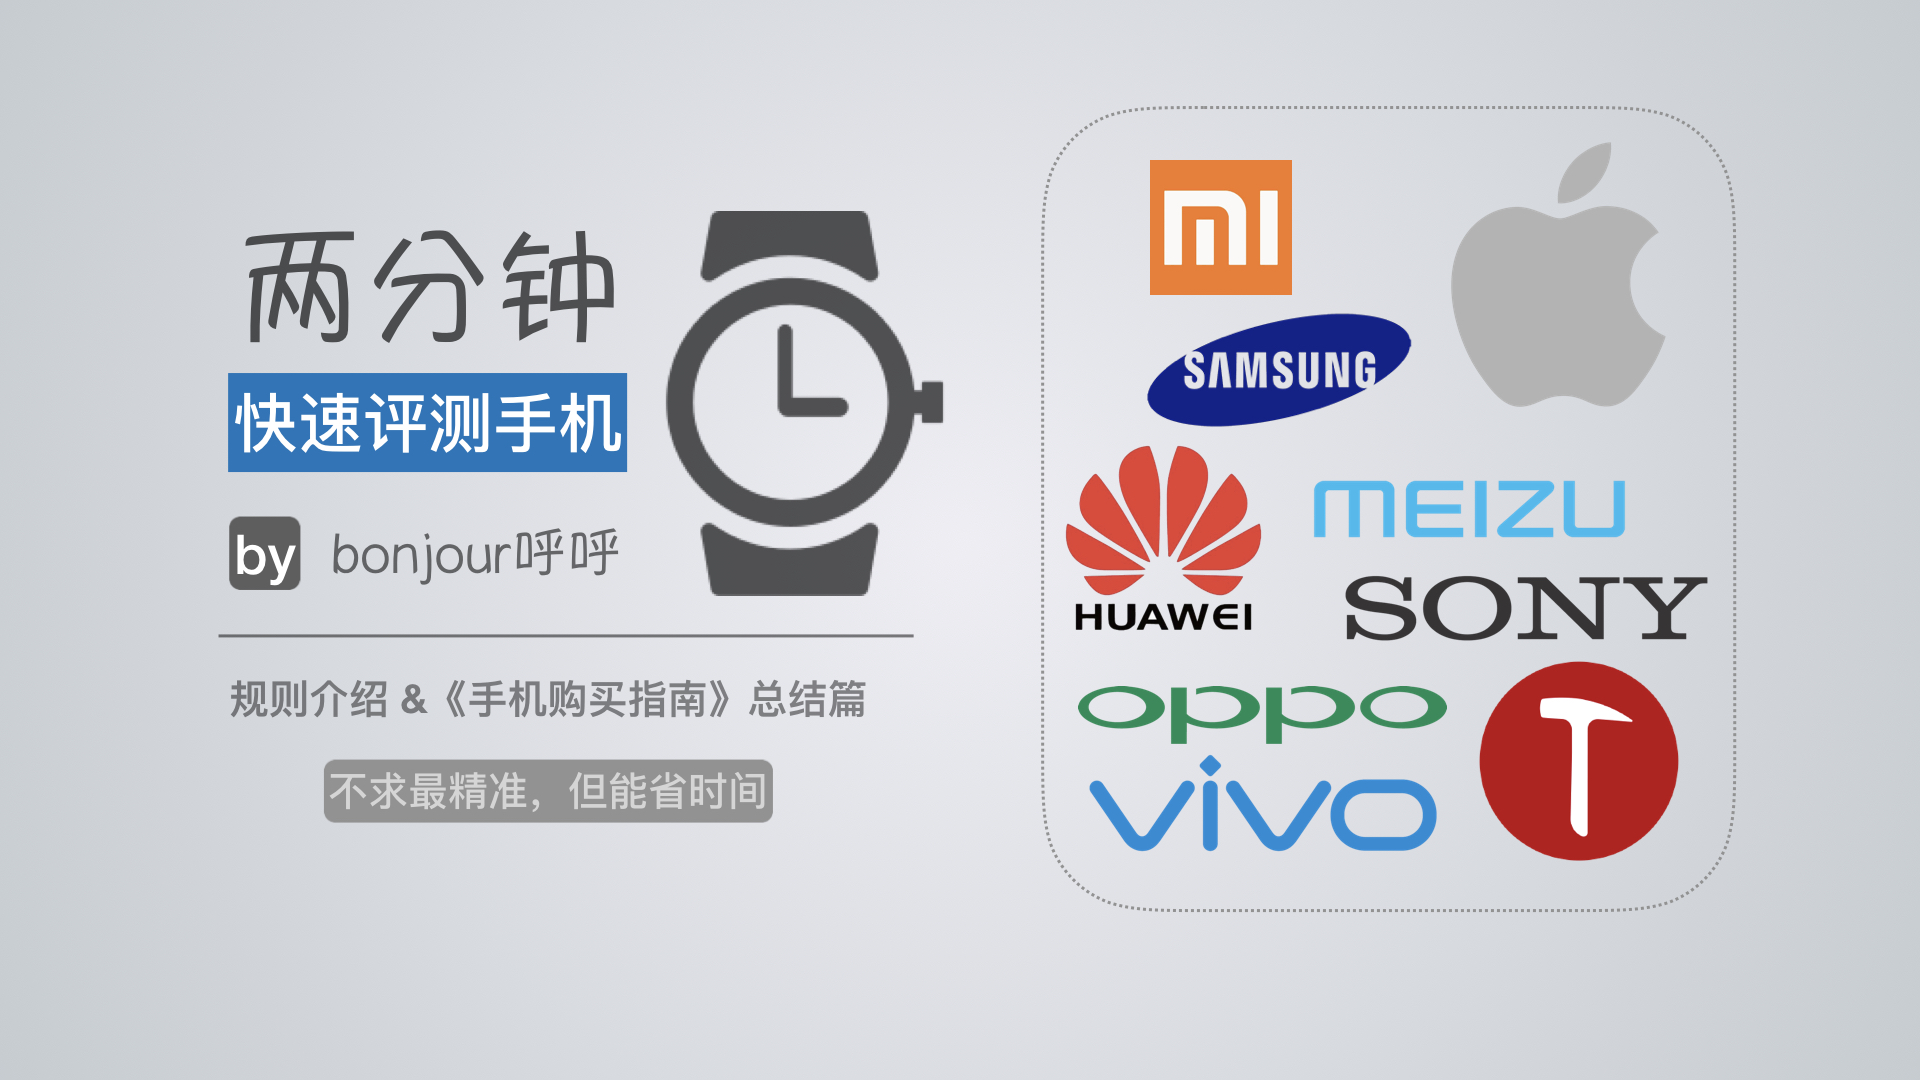 两分钟
快速评测手机
by bonjour呼呼
规则介绍 &《手机购买指南》总结篇
不求最精准，但能省时间
mi
SAMSUNG
HUAWEI
MEIZU
SONY
oppo
vivo
T